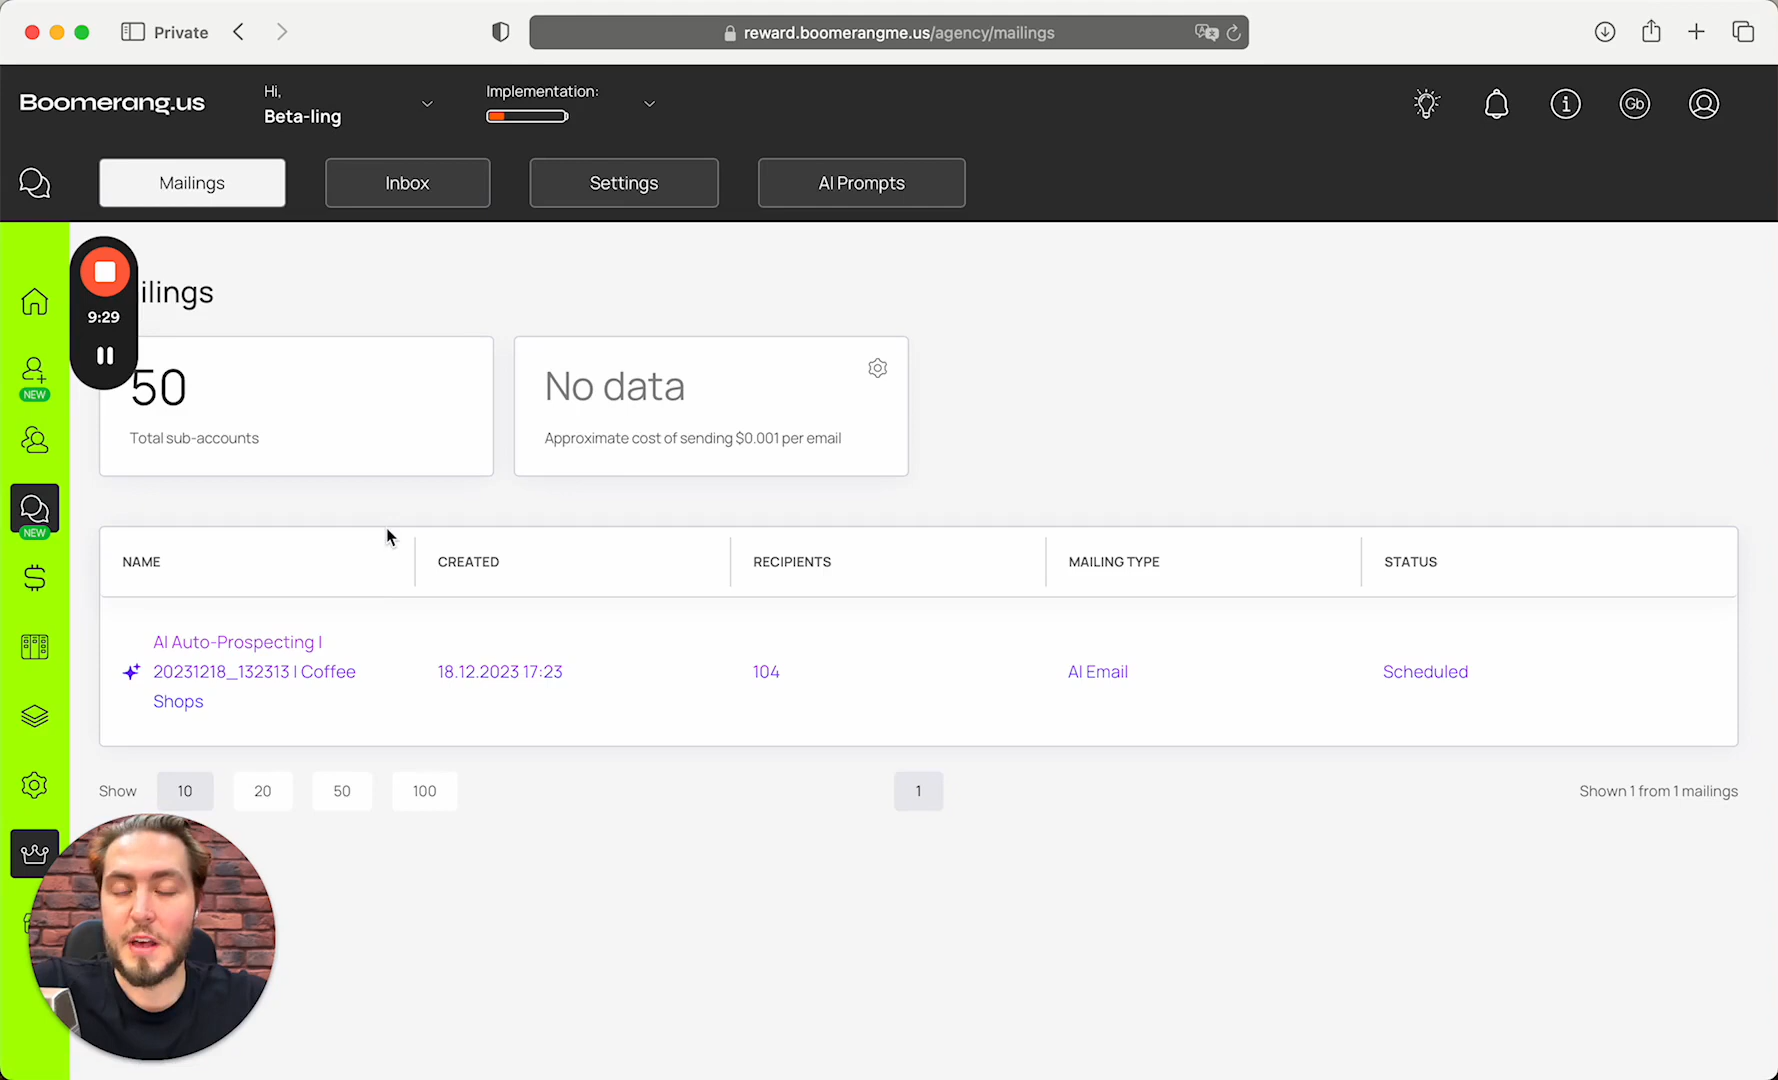 Private
reward.boomerangme.us/agency/mailings
Boomerang.us
Hi,
Beta-ling
Implementation:
Gb
Mailings
Inbox
Settings
AI Prompts
NEW
NEW
9:29
ilings
50
Total sub-accounts
No data
Approximate cost of sending $0.001 per email
NAME
CREATED
RECIPIENTS
MAILING TYPE
STATUS
AI Auto-Prospecting |
20231218_132313 | Coffee
Shops
18.12.2023 17:23
104
AI Email
Scheduled
Show
10
20
50
100
1
Shown 1 from 1 mailings